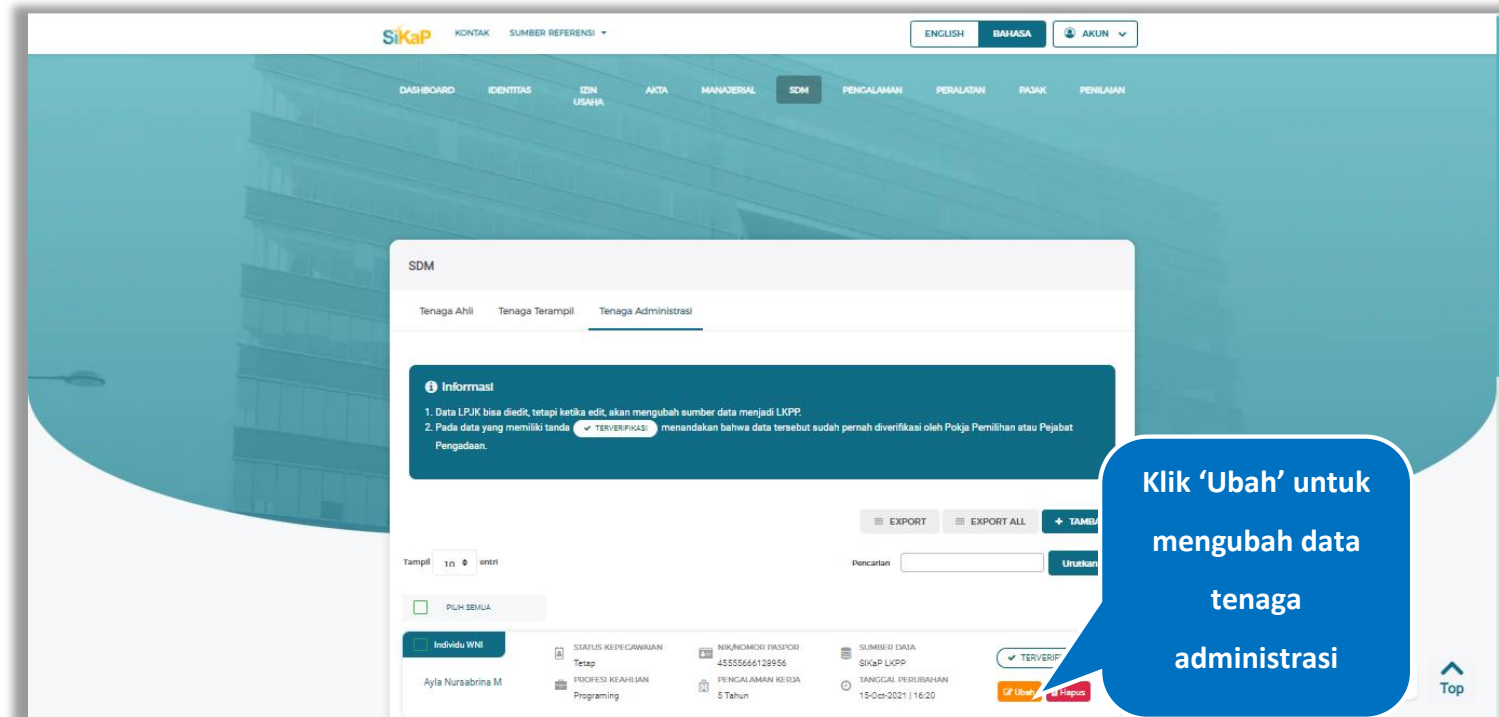 SiKaP KONTAK SUMBER REFERENSI ENGLISH BAHASA AKUN
DASHBOARD IDENTITAS IZIN USAHA AKTA MANAJERIAL SDM PENGALAMAN PERALATAN PAJAK PENILAIAN
SDM
Tenaga Ahli Tenaga Terampil Tenaga Administrasi
Informasi
1. Data LPJK bisa diedit, tetapi ketika edit, akan mengubah sumber data menjadi LKPP.
2. Pada data yang memiliki tanda TERVERIFIKASI menandakan bahwa data tersebut sudah pernah diverifikasi oleh Pokja Pemilihan atau Pejabat
Pengadaan.
Klik ‘Ubah’ untuk
mengubah data
tenaga
administrasi
EXPORT EXPORT ALL
Tampil 10 entri Pencarian Urutkan
PILIH SEMUA
Individu WNI
Ayla Nursabrina M
STATUS KEPEGAWAIAN
Tetap
PROFESI KEAHLIAN
Programing
NIK/NOMOR PASPOR
45555666128956
PENGALAMAN KERJA
5 Tahun
SUMBER DATA
SIKaP LKPP
TANGGAL PERUBAHAN
15-Oct-2021 | 16:20
Ubah Hapus
Top